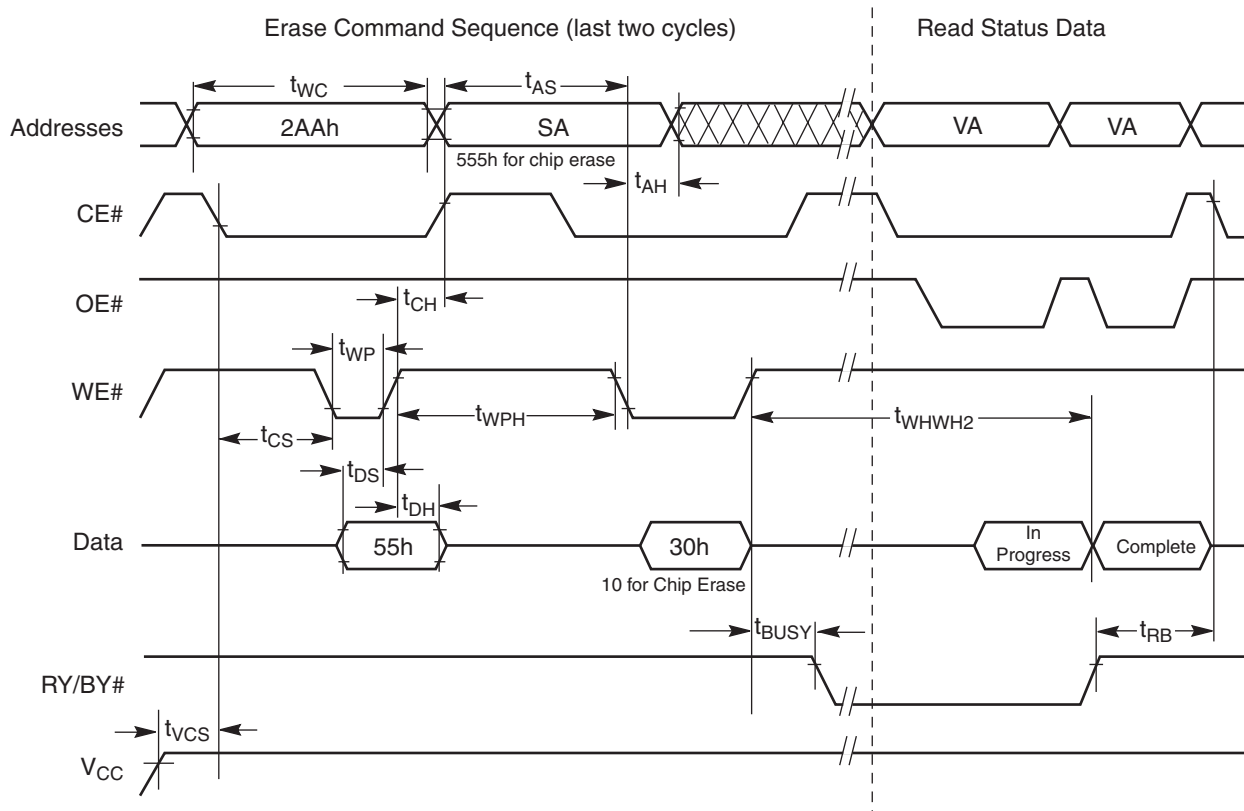 Erase Command Sequence (last two cycles)
Read Status Data
tWC
tAS
Addresses
2AAh
SA
VA
VA
555h for chip erase
tAH
CE#
OE#
tCH
tWP
WE#
tWPH
tWHWH2
tCS
tDS
tDH
Data
55h
30h
In
Progress
Complete
10 for Chip Erase
tBUSY
tRB
RY/BY#
tVCS
VCC